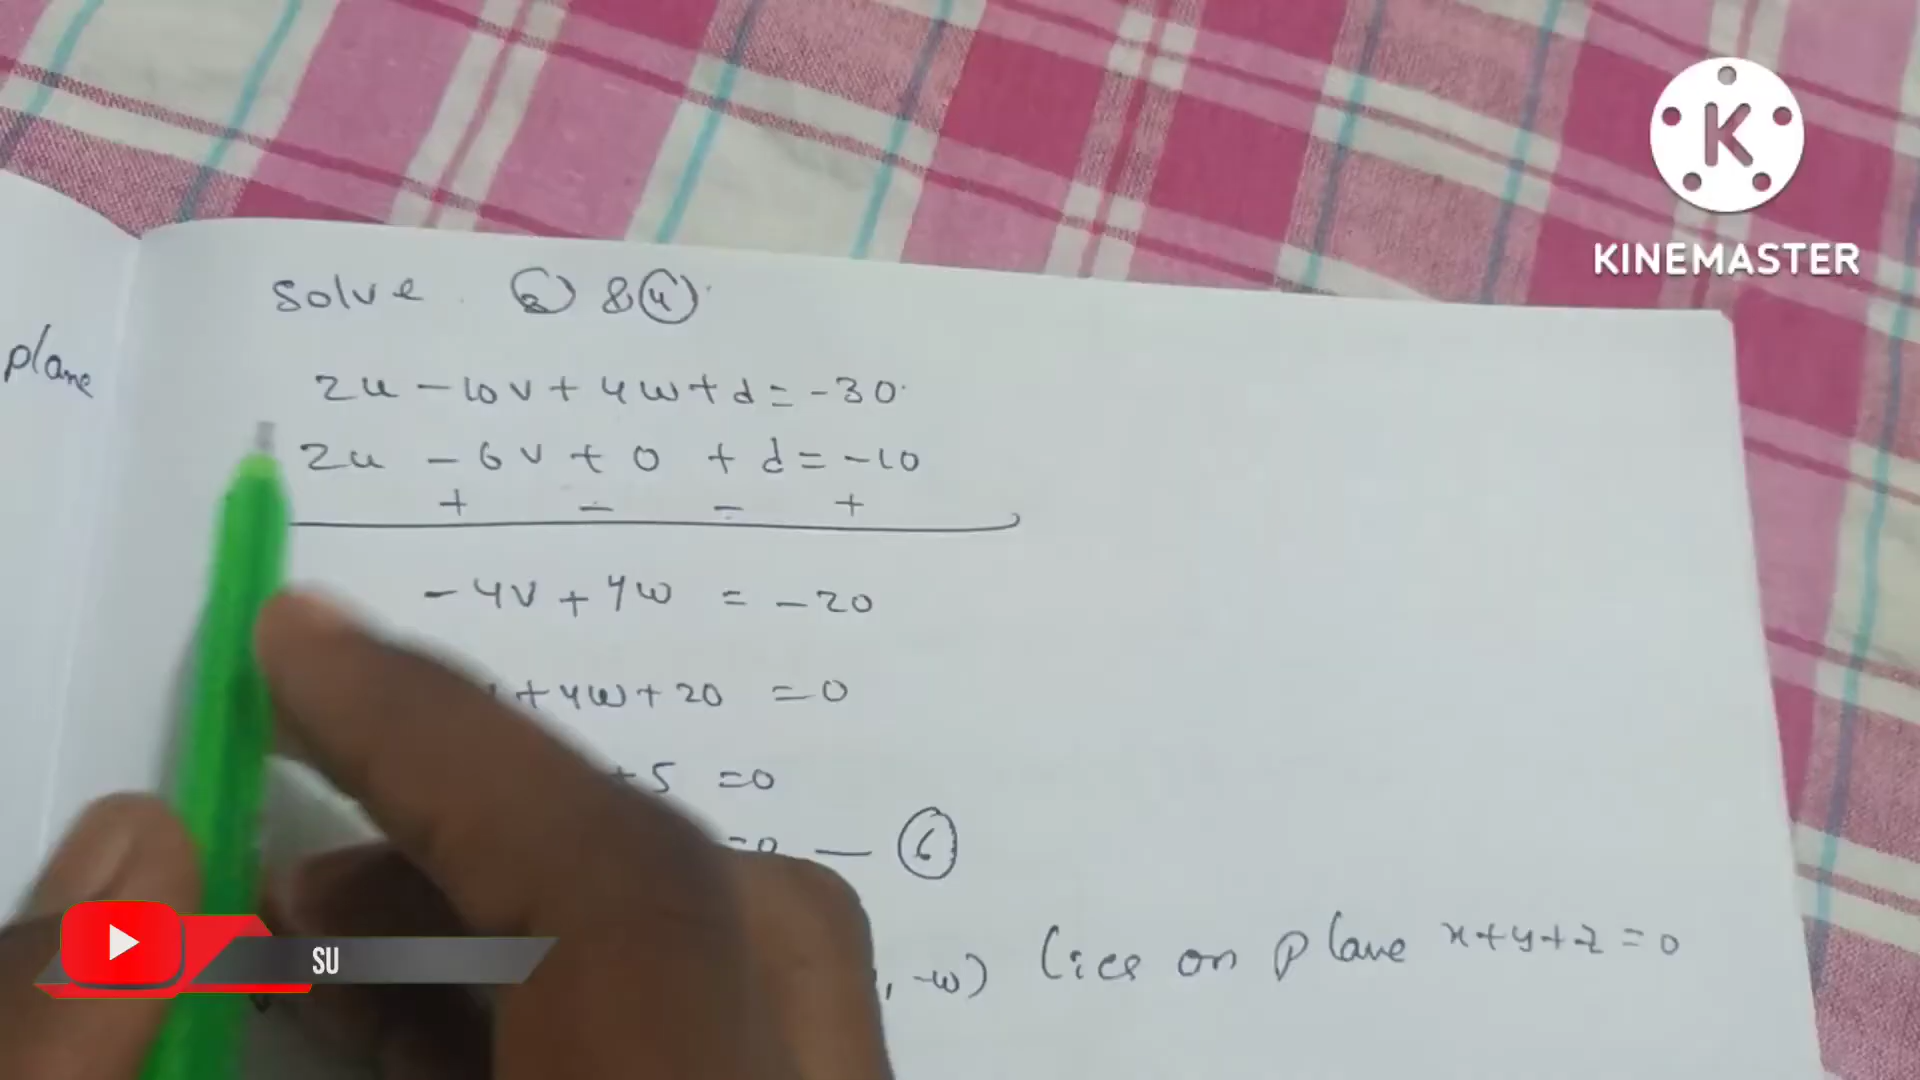 plane
solve & 4
2u - 10v + 4w + d = -30
2u - 6v + 0 + d = -10
+ - - +
-4v + 4w = -20
+ 4w + 20 = 0
+ 5 = 0
= 0 — 6
, -w) lies on plane x+y+z=0
KINEMASTER
SU